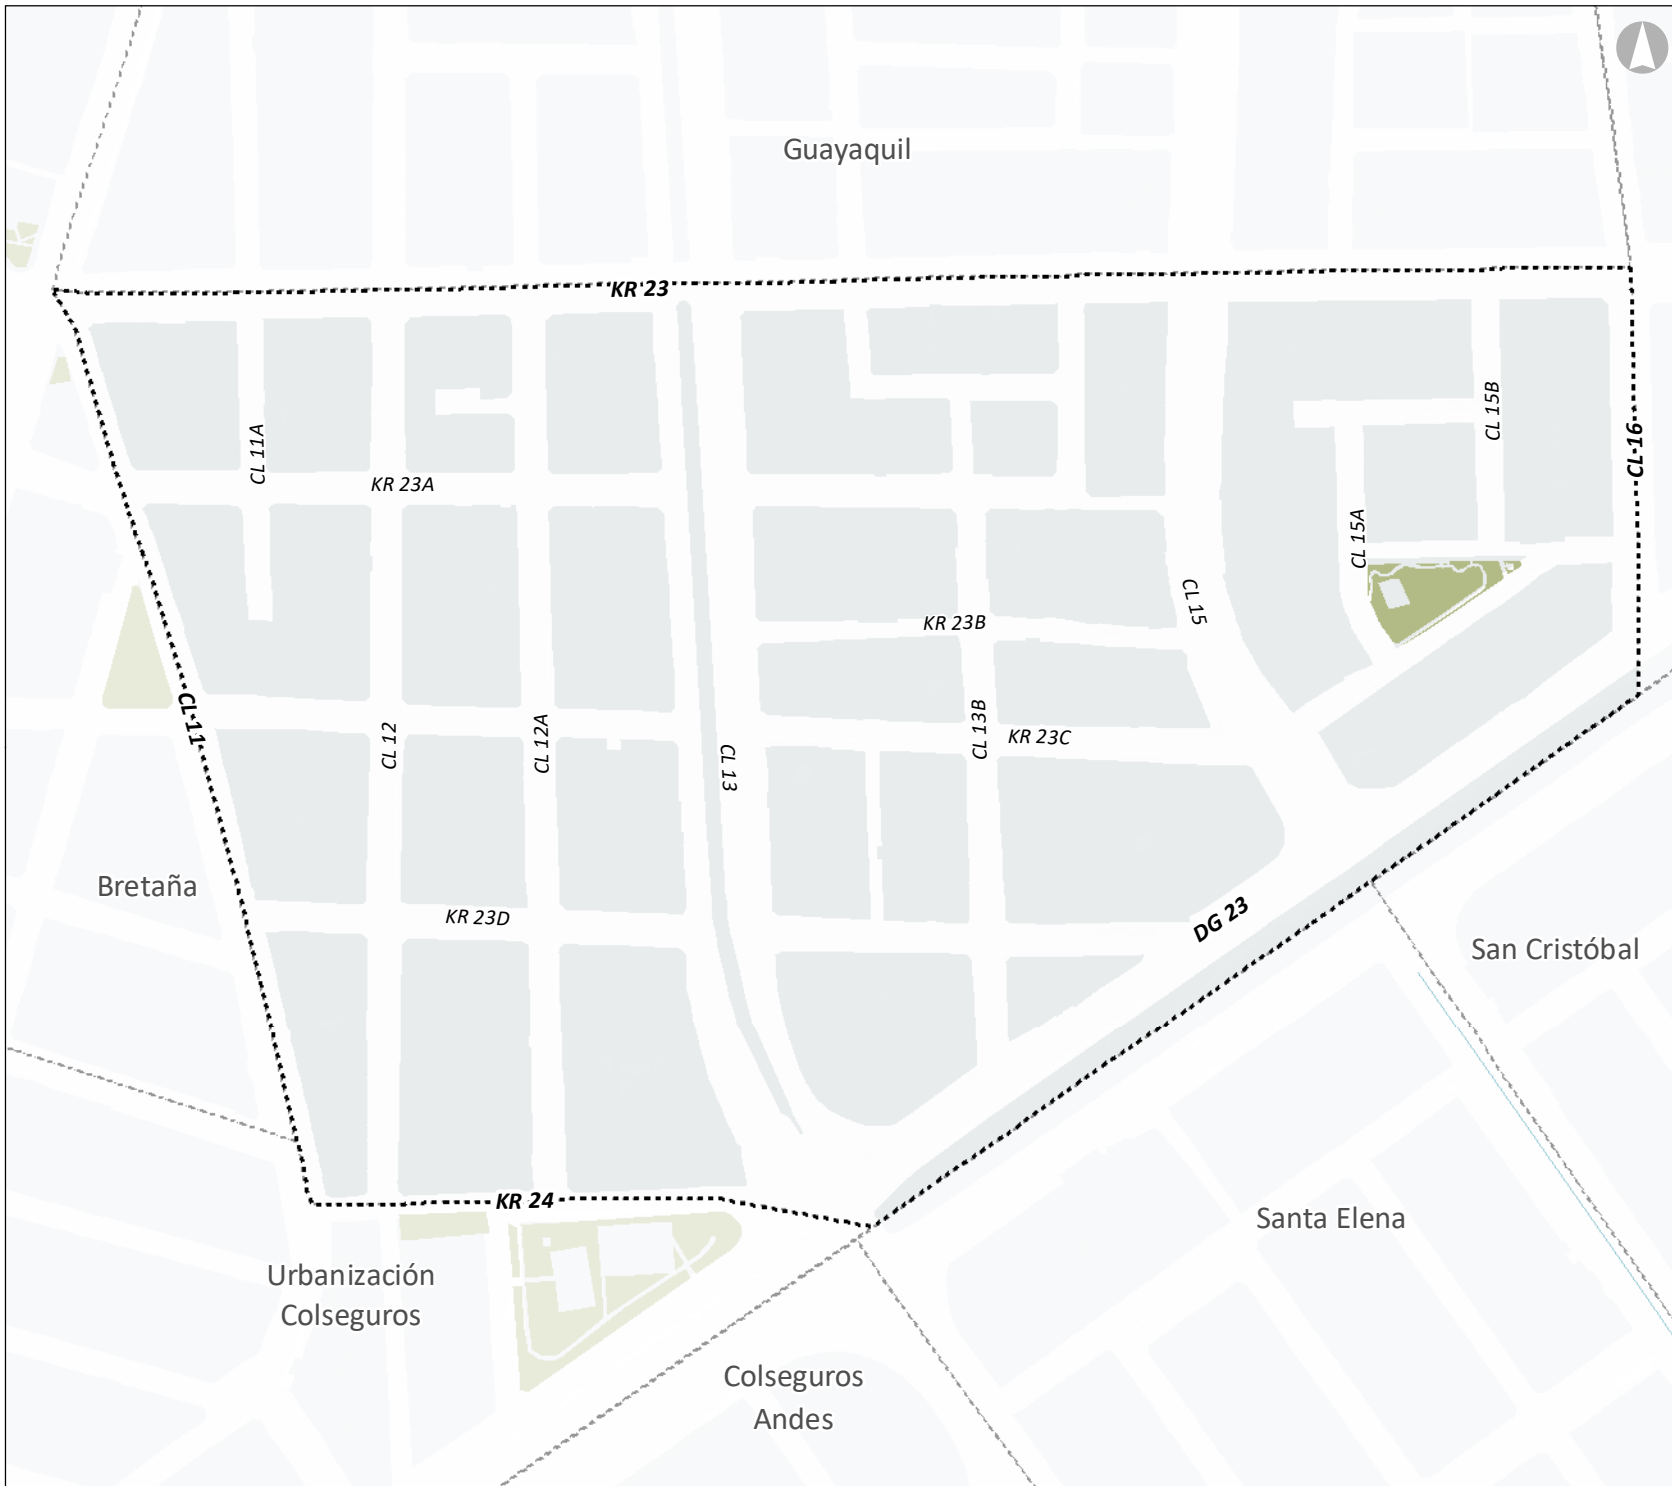 Guayaquil
KR 23
CL 15B
CL 11A
CL 16
KR 23A
CL 15A
CL 15
KR 23B
CL 11
CL 12
CL 12A
CL 13
CL 13B
KR 23C
Bretaña
KR 23D
DG 23
San Cristóbal
KR 24
Santa Elena
Urbanización
Colseguros
Colseguros
Andes